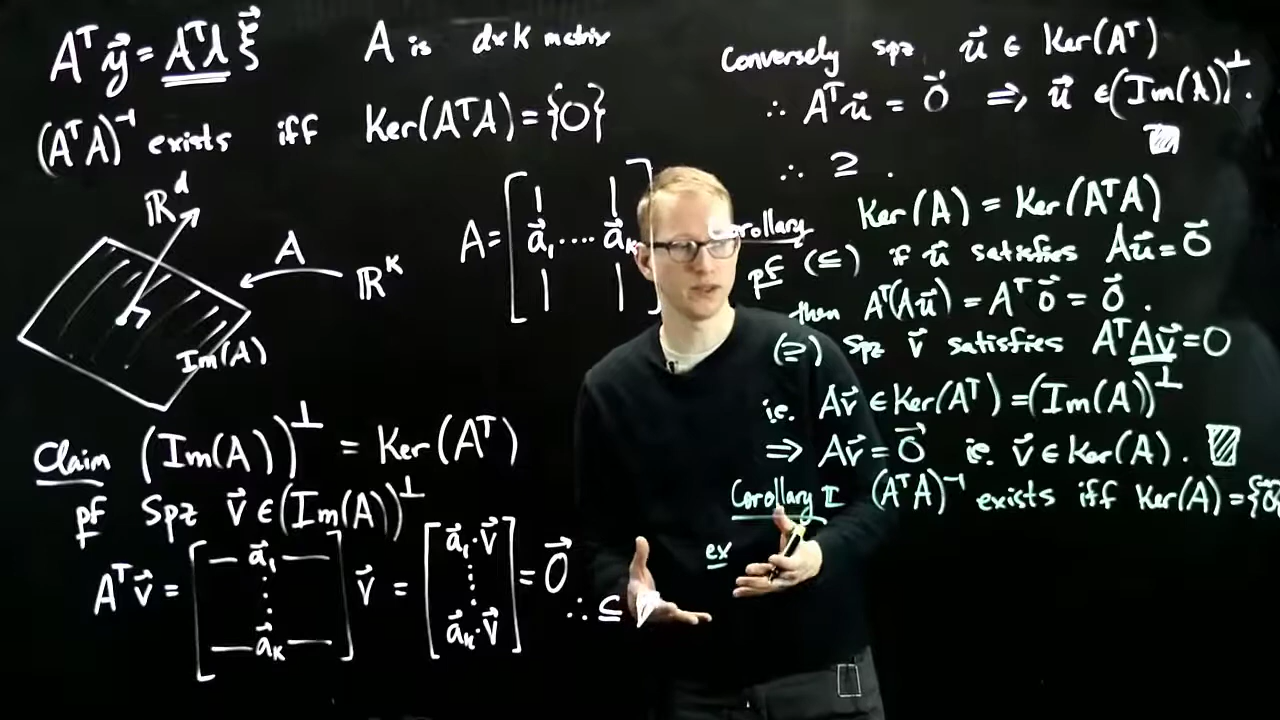 Aᵀy⃗ = AᵀA ξ⃗
A is d×k matrix
(AᵀA)⁻¹ exists iff Ker(AᵀA) = {0}
ℝᵈ
A
ℝᵏ
Im(A)
A = [a⃗₁ .... a⃗ₖ]
Claim (Im(A))^⊥ = Ker(Aᵀ)
pf Spz v⃗ ∈ (Im(A))^⊥
Aᵀv⃗ = [— a⃗₁ — ⋮ — a⃗ₖ —] v⃗ = [a⃗₁·v⃗ ⋮ a⃗ₖ·v⃗] = 0⃗
∴ ⊆
Conversely spz u⃗ ∈ Ker(Aᵀ)
∴ Aᵀu⃗ = 0⃗ ⇒ u⃗ ∈ (Im(A))^⊥.
∴ ⊇.
Corollary Ker(A) = Ker(AᵀA)
pf (⊆) if u⃗ satisfies Au⃗ = 0⃗
then Aᵀ(Au⃗) = Aᵀ0⃗ = 0⃗.
(⊇) Spz v⃗ satisfies AᵀAv⃗ = 0
i.e. Av⃗ ∈ Ker(Aᵀ) = (Im(A))^⊥
⇒ Av⃗ = 0⃗ i.e. v⃗ ∈ Ker(A).
Corollary II (AᵀA)⁻¹ exists iff Ker(A) = {0
ex